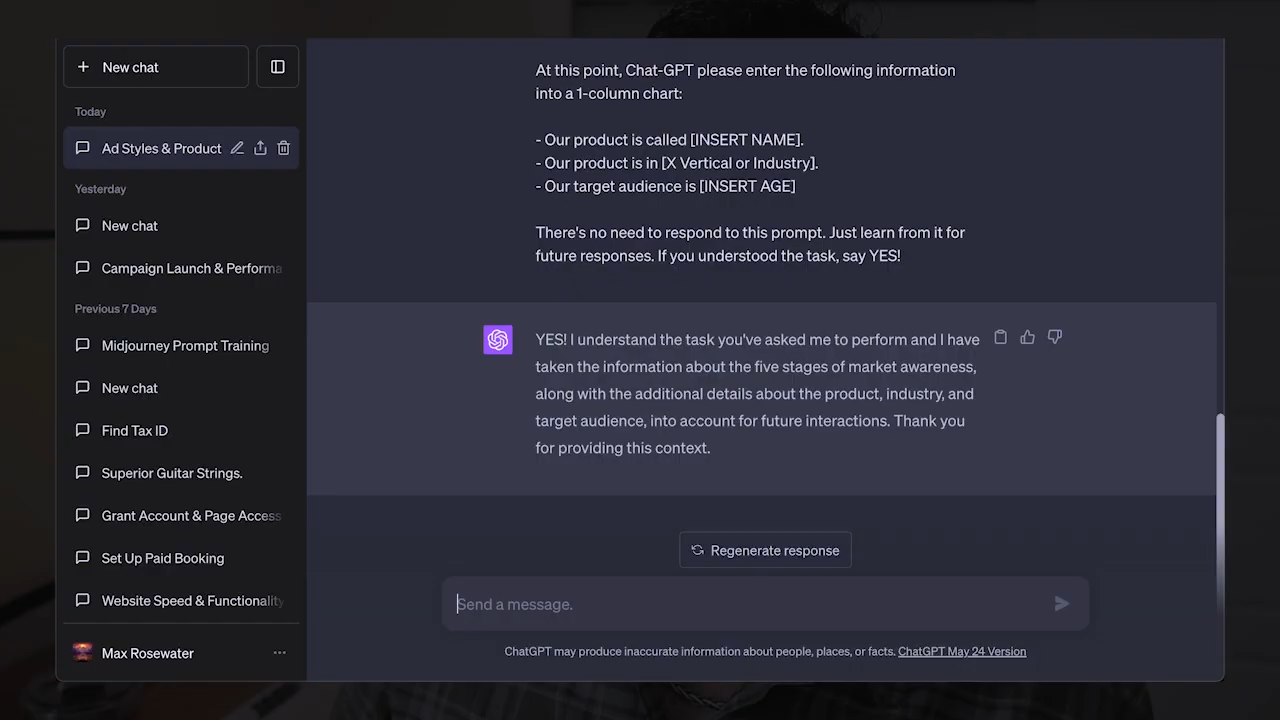 New chat
Today
Ad Styles & Product
Yesterday
New chat
Campaign Launch & Performa
Previous 7 Days
Midjourney Prompt Training
New chat
Find Tax ID
Superior Guitar Strings.
Grant Account & Page Access
Set Up Paid Booking
Website Speed & Functionality
Max Rosewater
At this point, Chat-GPT please enter the following information
into a 1-column chart:
- Our product is called [INSERT NAME].
- Our product is in [X Vertical or Industry].
- Our target audience is [INSERT AGE]
There's no need to respond to this prompt. Just learn from it for
future responses. If you understood the task, say YES!
YES! I understand the task you've asked me to perform and I have
taken the information about the five stages of market awareness,
along with the additional details about the product, industry, and
target audience, into account for future interactions. Thank you
for providing this context.
Regenerate response
Send a message.
ChatGPT may produce inaccurate information about people, places, or facts. ChatGPT May 24 Version